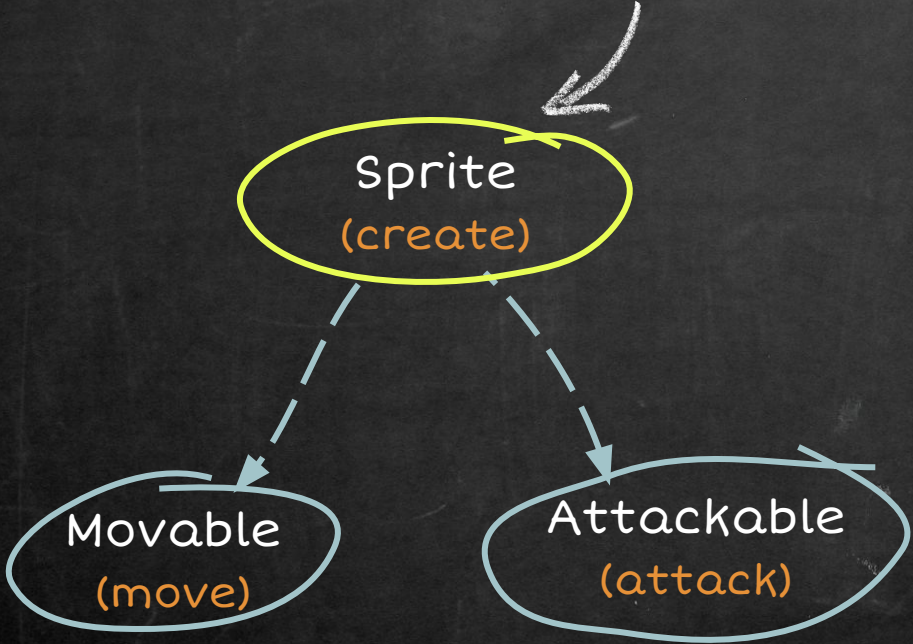 Sprite
(create)
Movable
(move)
Attackable
(attack)